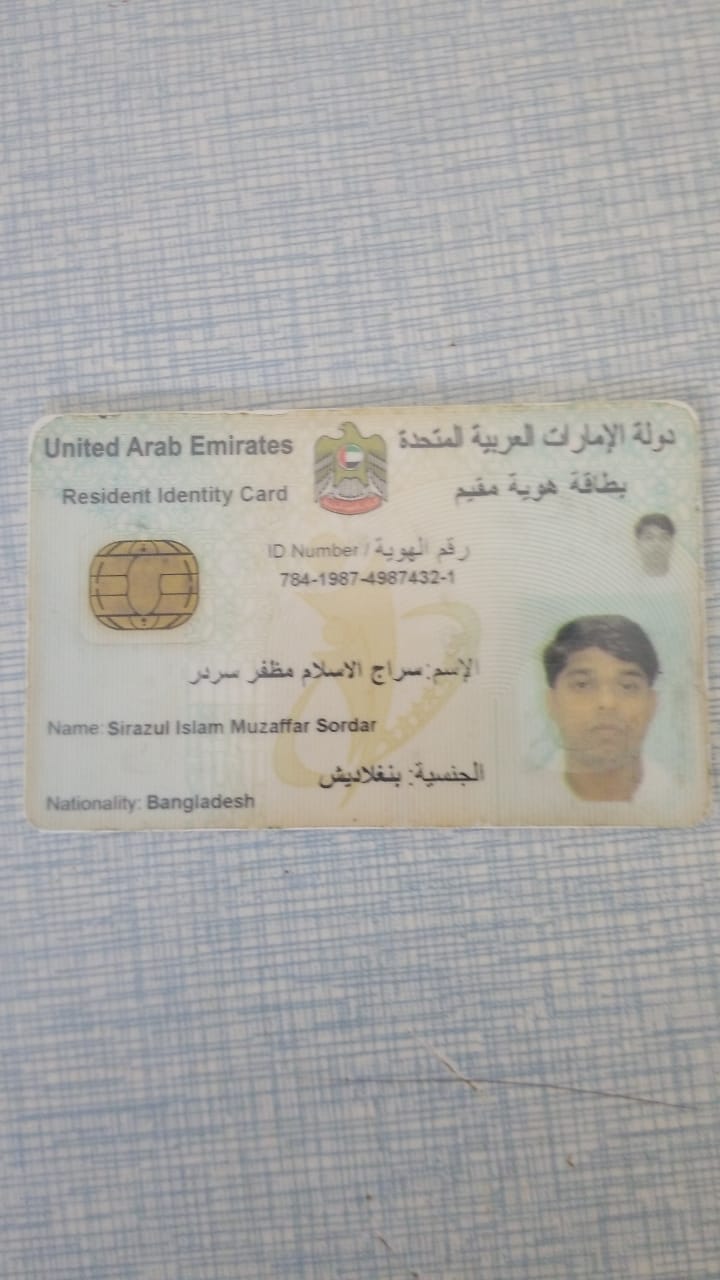 United Arab Emirates
دولة الإمارات العربية المتحدة
Resident Identity Card
بطاقة هوية مقيم
ID Number / رقم الهوية
784-1987-4987432-1
الإسم: سراج الاسلام مظفر سردر
Name: Sirazul Islam Muzaffar Sordar
الجنسية: بنغلاديش
Nationality: Bangladesh